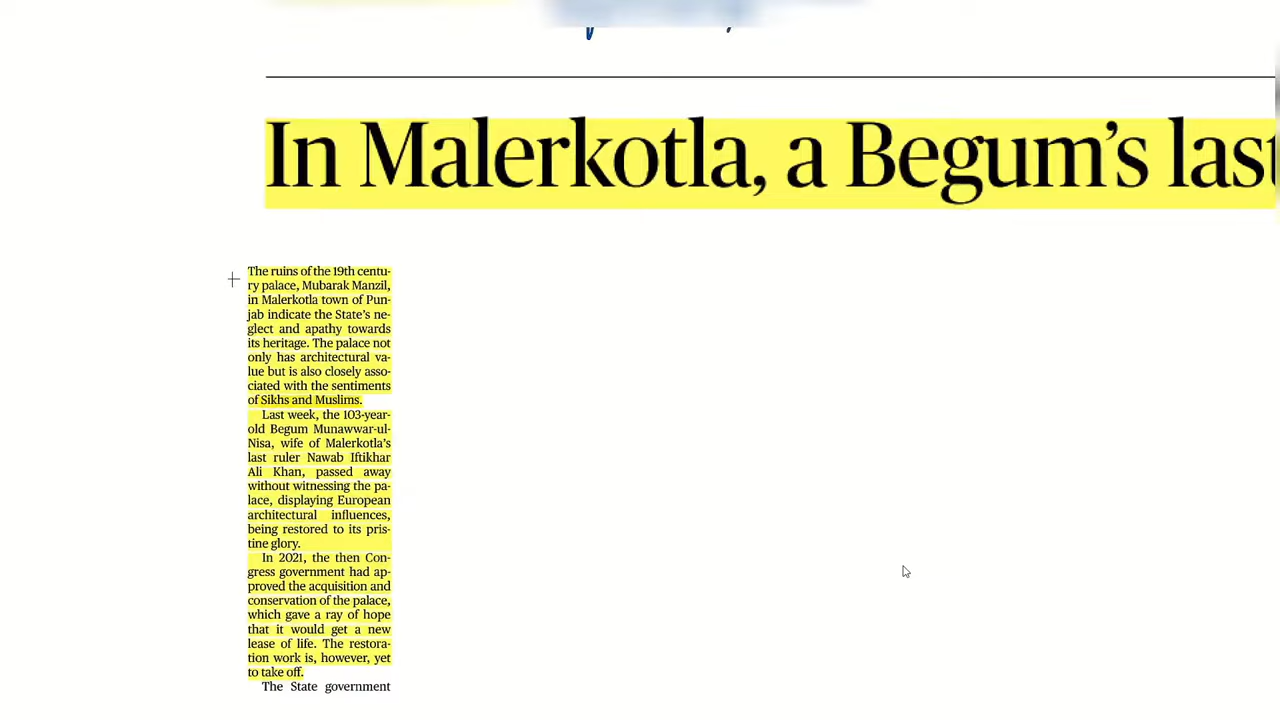 In Malerkotla, a Begum's last
The ruins of the 19th centu-
ry palace, Mubarak Manzil,
in Malerkotla town of Pun-
jab indicate the State's ne-
glect and apathy towards
its heritage. The palace not
only has architectural va-
lue but is also closely asso-
ciated with the sentiments
of Sikhs and Muslims.
Last week, the 103-year-
old Begum Munawwar-ul-
Nisa, wife of Malerkotla's
last ruler Nawab Iftikhar
Ali Khan, passed away
without witnessing the pa-
lace, displaying European
architectural influences,
being restored to its pris-
tine glory.
In 2021, the then Con-
gress government had ap-
proved the acquisition and
conservation of the palace,
which gave a ray of hope
that it would get a new
lease of life. The restora-
tion work is, however, yet
to take off.
The State government